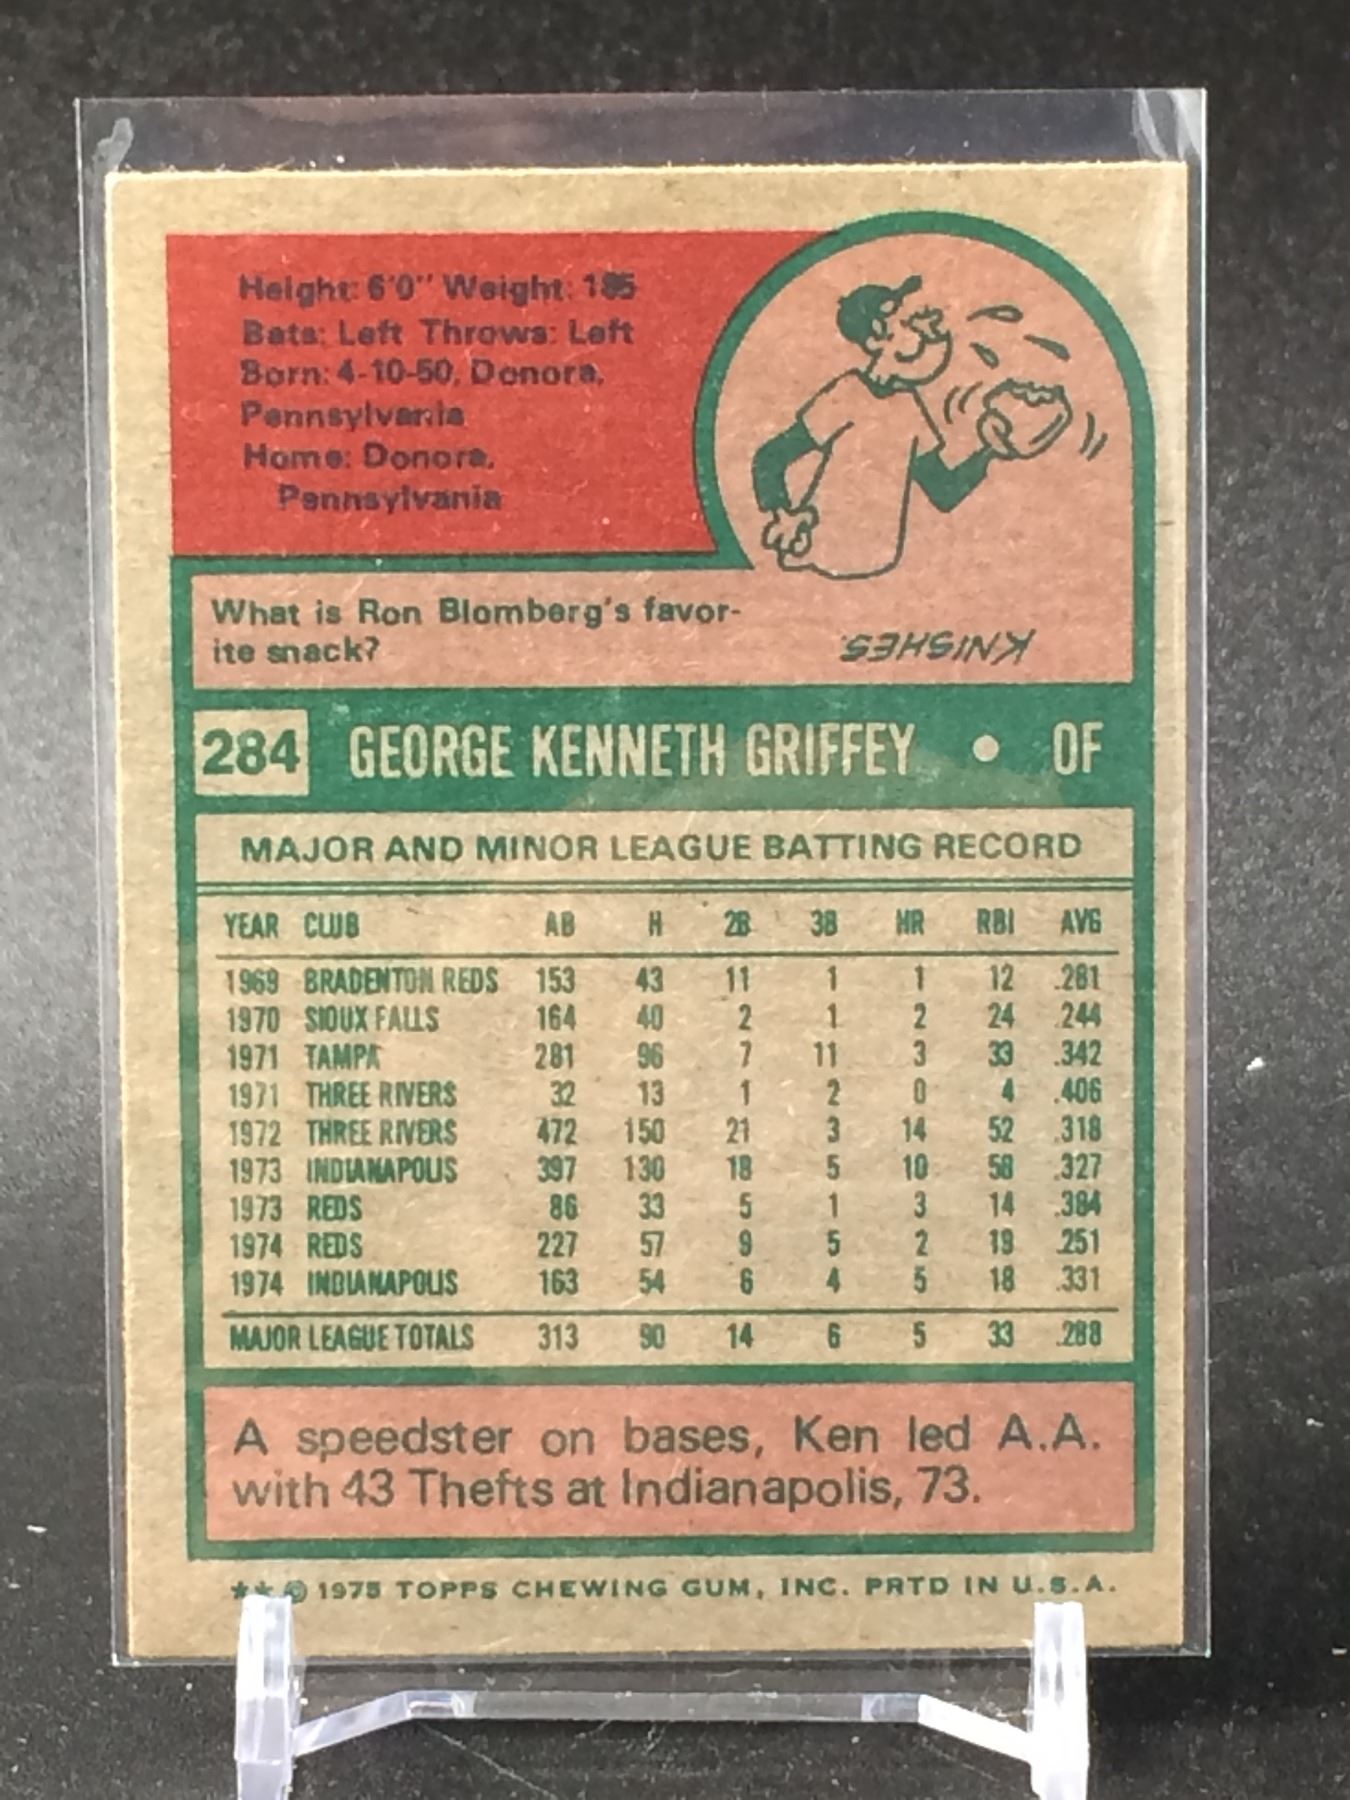 Height: 6'0" Weight: 185
Bats: Left Throws: Left
Born: 4-10-50, Donora,
Pennsylvania
Home: Donora,
Pennsylvania
What is Ron Blomberg's favor-
ite snack?
KNISHES.
284 GEORGE KENNETH GRIFFEY • OF
MAJOR AND MINOR LEAGUE BATTING RECORD
YEAR CLUB AB H 2B 3B HR RBI AVG
1969 BRADENTON REDS 153 43 11 1 1 12 .281
1970 SIOUX FALLS 164 40 2 1 2 24 .244
1971 TAMPA 281 96 7 11 3 33 .342
1971 THREE RIVERS 32 13 1 2 0 4 .406
1972 THREE RIVERS 472 150 21 3 14 52 .318
1973 INDIANAPOLIS 397 130 18 5 10 58 .327
1973 REDS 86 33 5 1 3 14 .384
1974 REDS 227 57 9 5 2 19 .251
1974 INDIANAPOLIS 163 54 6 4 5 18 .331
MAJOR LEAGUE TOTALS 313 90 14 6 5 33 .288
A speedster on bases, Ken led A.A.
with 43 Thefts at Indianapolis, 73.
★★© 1975 TOPPS CHEWING GUM, INC. PRTD IN U.S.A.